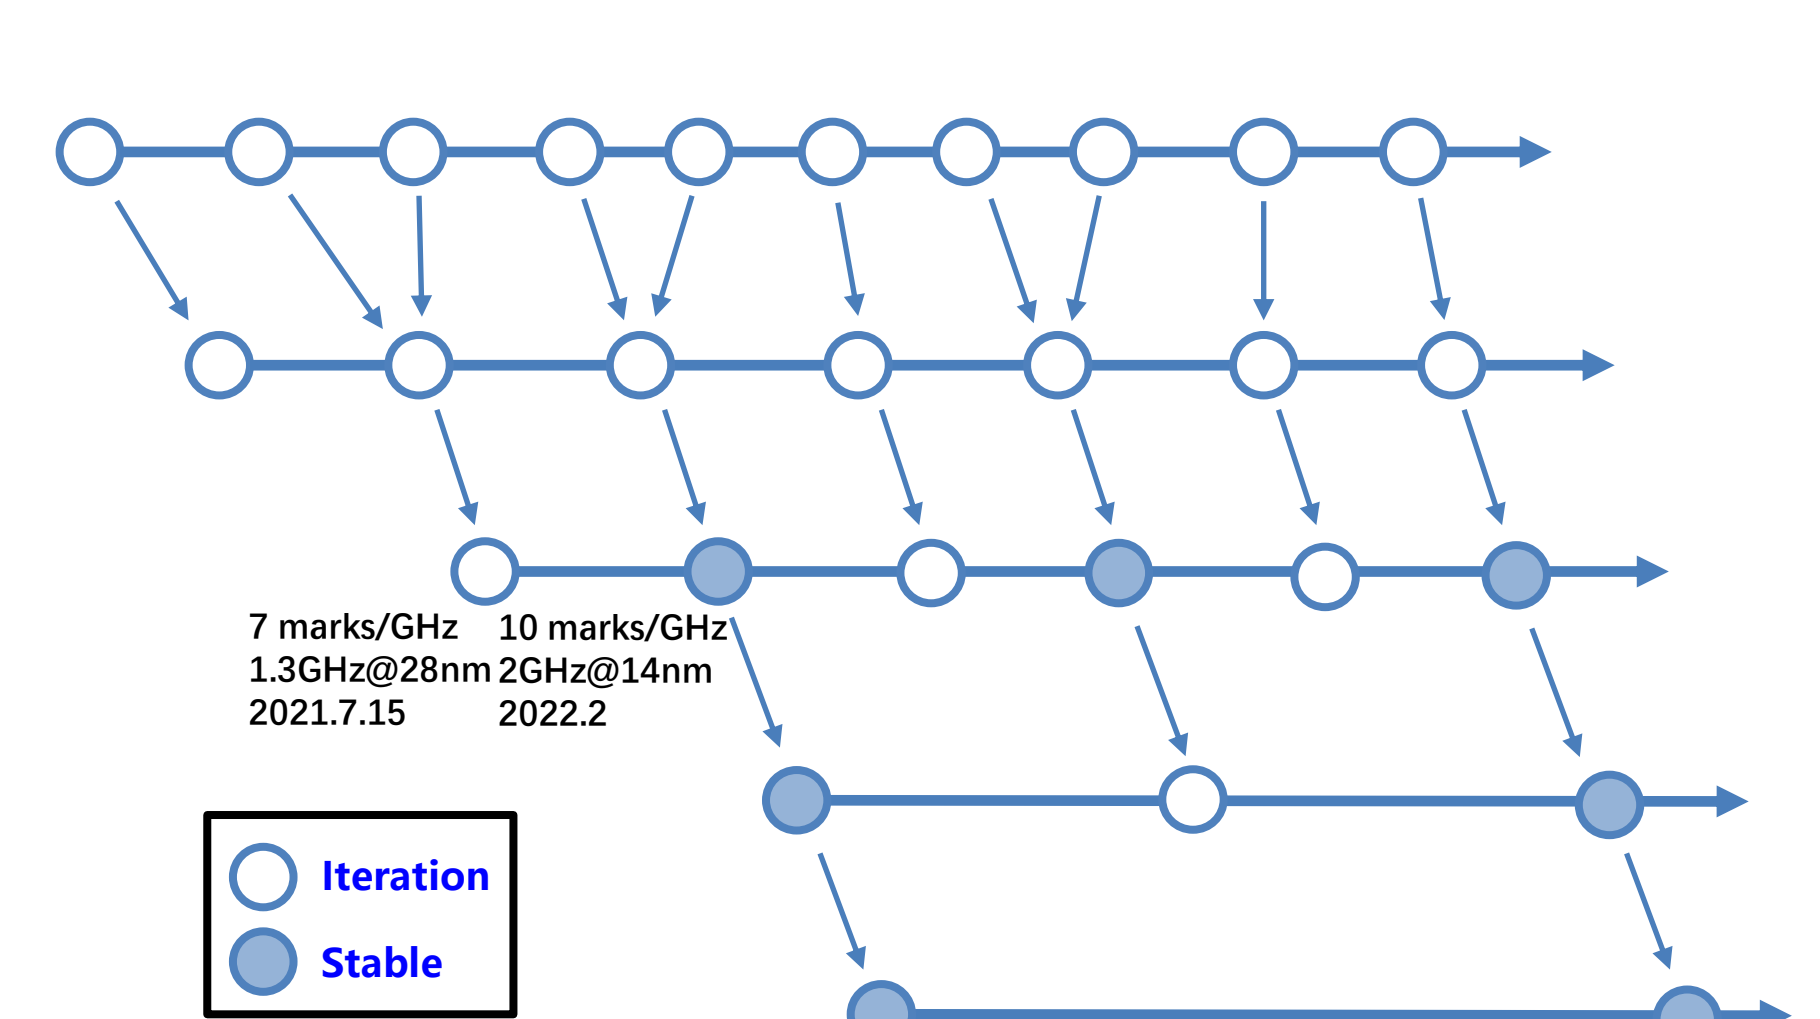 7 marks/GHz
1.3GHz@28nm
2021.7.15
10 marks/GHz
2GHz@14nm
2022.2
Iteration
Stable